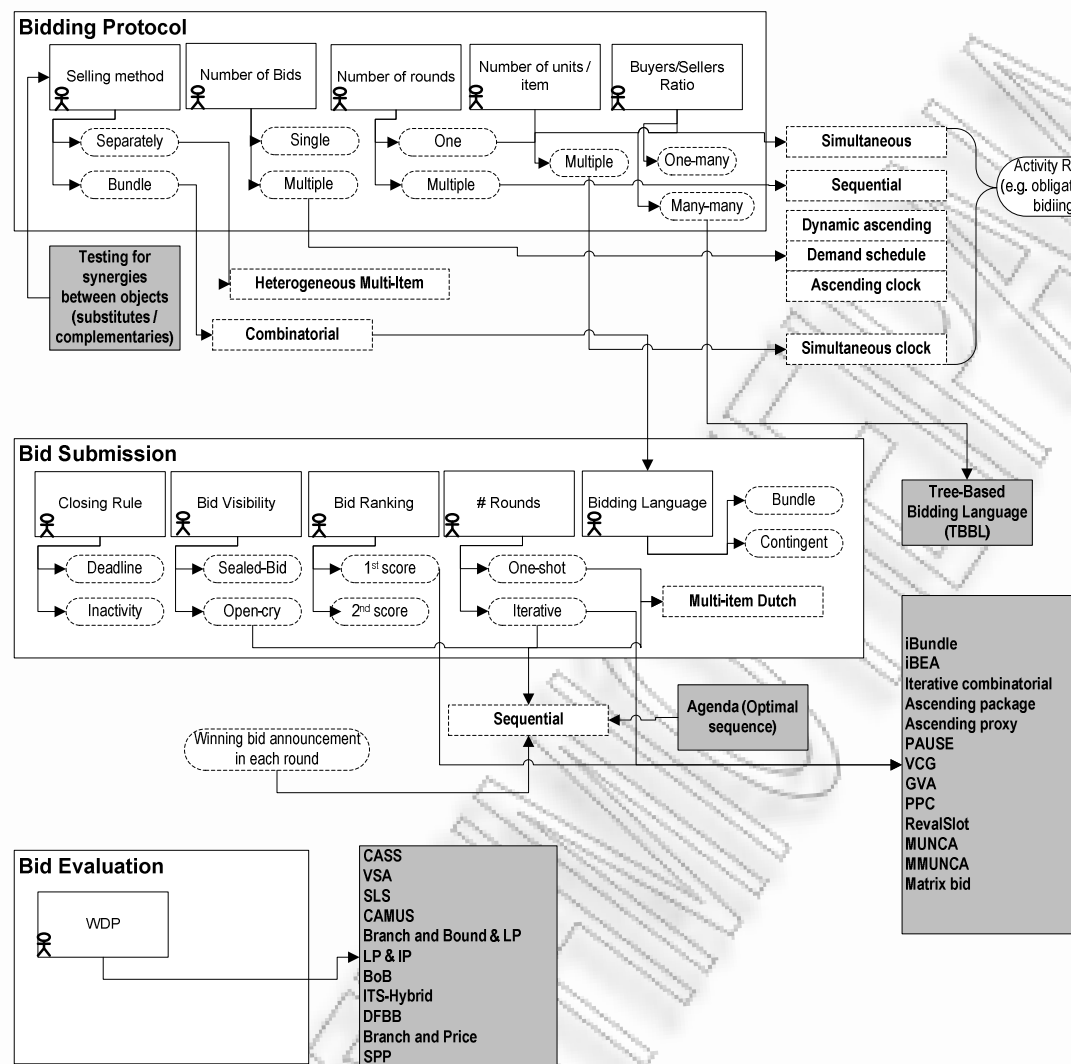 Bidding Protocol
Selling method
Number of Bids
Number of rounds
Number of units /
item
Buyers/Sellers
Ratio
Separately
Single
One
Multiple
One-many
Bundle
Multiple
Multiple
Many-many
Simultaneous
Sequential
Dynamic ascending
Demand schedule
Ascending clock
Simultaneous clock
Activity R
(e.g. obligat
bidiing
Testing for
synergies
between objects
(substitutes /
complementaries)
Heterogeneous Multi-Item
Combinatorial
Bid Submission
Closing Rule
Bid Visibility
Bid Ranking
# Rounds
Bidding Language
Deadline
Sealed-Bid
1st score
One-shot
Bundle
Contingent
Inactivity
Open-cry
2nd score
Iterative
Multi-item Dutch
Tree-Based
Bidding Language
(TBBL)
Sequential
Agenda (Optimal
sequence)
Winning bid announcement
in each round
iBundle
iBEA
Iterative combinatorial
Ascending package
Ascending proxy
PAUSE
VCG
GVA
PPC
RevalSlot
MUNCA
MMUNCA
Matrix bid
Bid Evaluation
WDP
CASS
VSA
SLS
CAMUS
Branch and Bound & LP
LP & IP
BoB
ITS-Hybrid
DFBB
Branch and Price
SPP